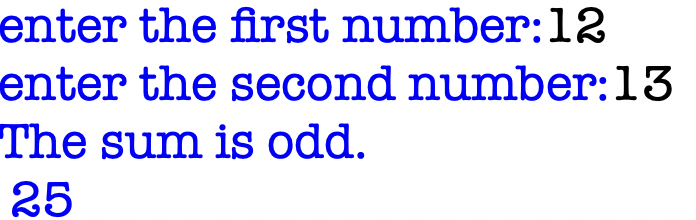 enter the first number:12
enter the second number:13
The sum is odd.
25